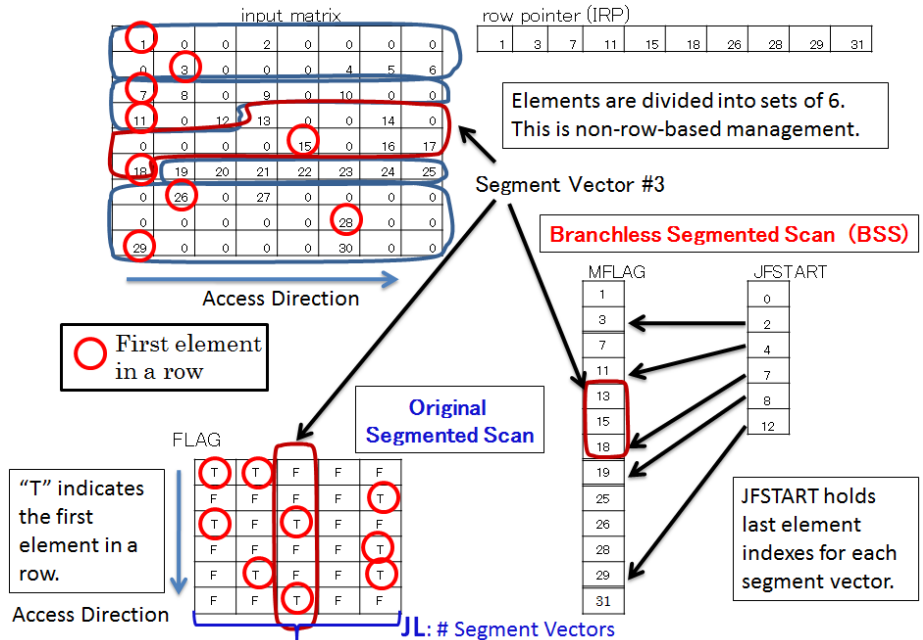 input matrix
1 0 0 2 0 0 0 0
0 3 0 0 0 4 5 6
7 8 0 9 0 10 0 0
11 0 12 13 0 0 14 0
0 0 0 0 15 0 16 17
18 19 20 21 22 23 24 25
0 26 0 27 0 0 0 0
0 0 0 0 0 28 0 0
29 0 0 0 0 30 0 0
Access Direction
row pointer (IRP)
1 3 7 11 15 18 26 28 29 31
Elements are divided into sets of 6.
This is non-row-based management.
Segment Vector #3
Branchless Segmented Scan (BSS)
First element
in a row
Original
Segmented Scan
FLAG
T T F F F
F F F F T
T F T F F
F F F F T
F T F F T
F F T F F
"T" indicates
the first
element in a
row.
Access Direction
JL: # Segment Vectors
MFLAG
1
3
7
11
13
15
18
19
25
26
28
29
31
JFSTART
0
2
4
7
8
12
JFSTART holds
last element
indexes for each
segment vector.